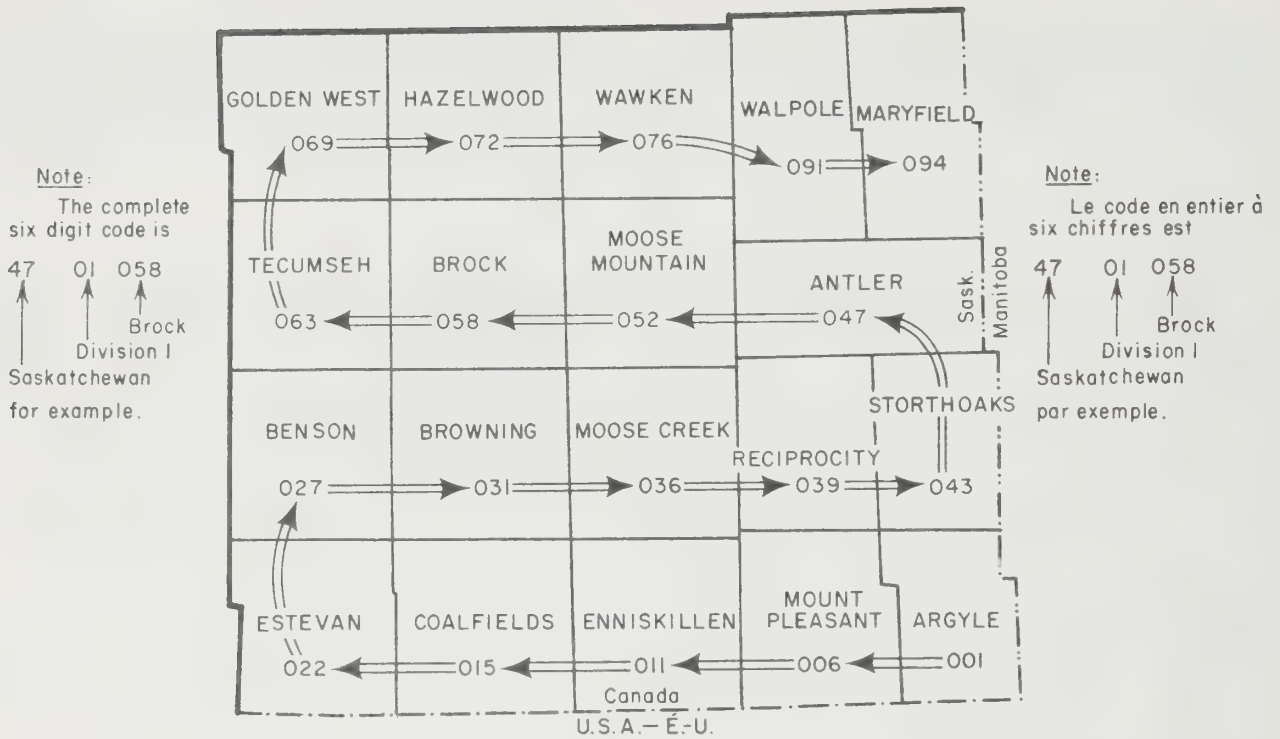 GOLDEN WEST
HAZELWOOD
WAWKEN
WALPOLE
MARYFIELD
069
072
076
091
094
Note:
The complete
six digit code is
47 01 058
Brock
Division 1
Saskatchewan
for example.
Note:
Le code en entier à
six chiffres est
47 01 058
Brock
Division 1
Saskatchewan
par exemple.
TECUMSEH
BROCK
MOOSE
MOUNTAIN
ANTLER
Sask.
Manitoba
063
058
052
047
BENSON
BROWNING
MOOSE CREEK
RECIPROCITY
STORTHOAKS
027
031
036
039
043
ESTEVAN
COALFIELDS
ENNISKILLEN
MOUNT
PLEASANT
ARGYLE
022
015
011
006
001
Canada
U.S.A.— É.-U.